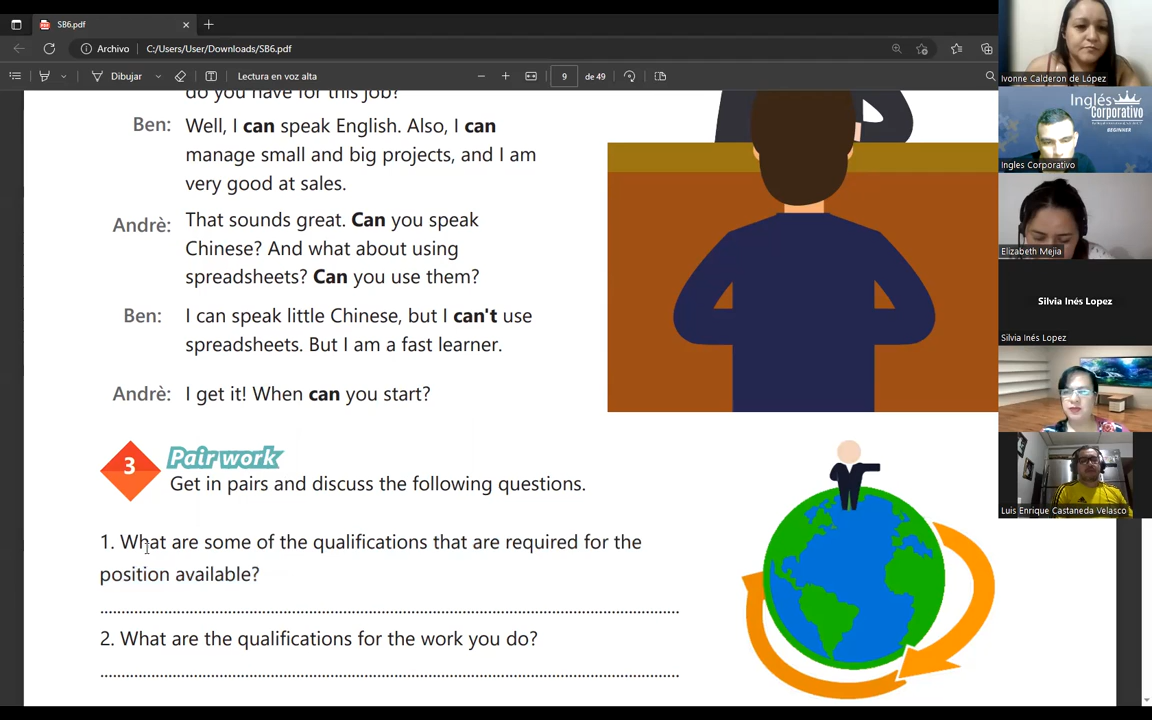 SB6.pdf
Archivo
C:/Users/User/Downloads/SB6.pdf
Dibujar
Lectura en voz alta
9
de 49
do you have for this job?
Ben: Well, I can speak English. Also, I can
manage small and big projects, and I am
very good at sales.
Andrè: That sounds great. Can you speak
Chinese? And what about using
spreadsheets? Can you use them?
Ben: I can speak little Chinese, but I can't use
spreadsheets. But I am a fast learner.
Andrè: I get it! When can you start?
3
Pair work
Get in pairs and discuss the following questions.
1. What are some of the qualifications that are required for the
position available?
2. What are the qualifications for the work you do?
Ivonne Calderon de López
Inglés
Corporativo
BEGINNER
Ingles Corporativo
Elizabeth Mejia
Silvia Inés Lopez
Silvia Inés Lopez
Luis Enrique Castaneda Velasco